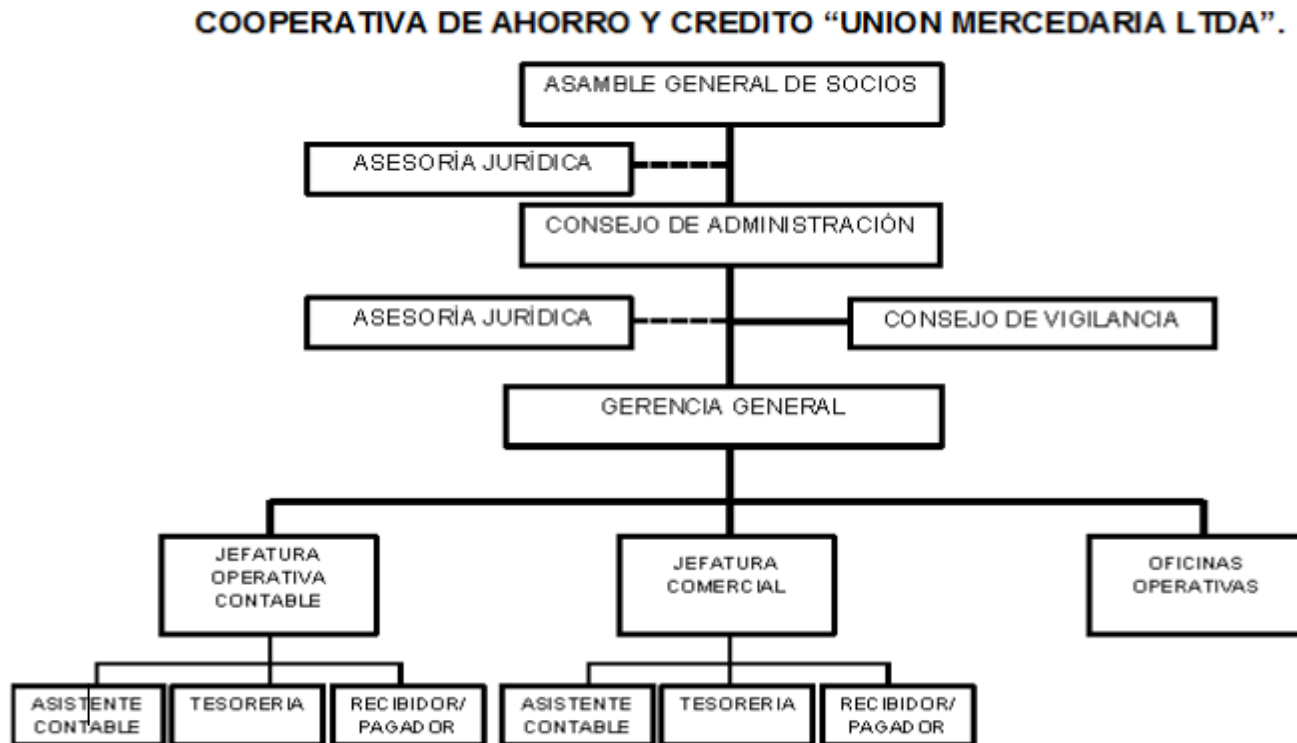 COOPERATIVA DE AHORRO Y CREDITO “UNION MERCEDARIA LTDA”.
ASAMBLE GENERAL DE SOCIOS
ASESORÍA JURÍDICA
CONSEJO DE ADMINISTRACIÓN
ASESORÍA JURÍDICA
CONSEJO DE VIGILANCIA
GERENCIA GENERAL
JEFATURA
OPERATIVA
CONTABLE
JEFATURA
COMERCIAL
OFICINAS
OPERATIVAS
ASISTENTE
CONTABLE
TESORERIA
RECIBIDOR/
PAGADOR
ASISTENTE
CONTABLE
TESORERIA
RECIBIDOR/
PAGADOR